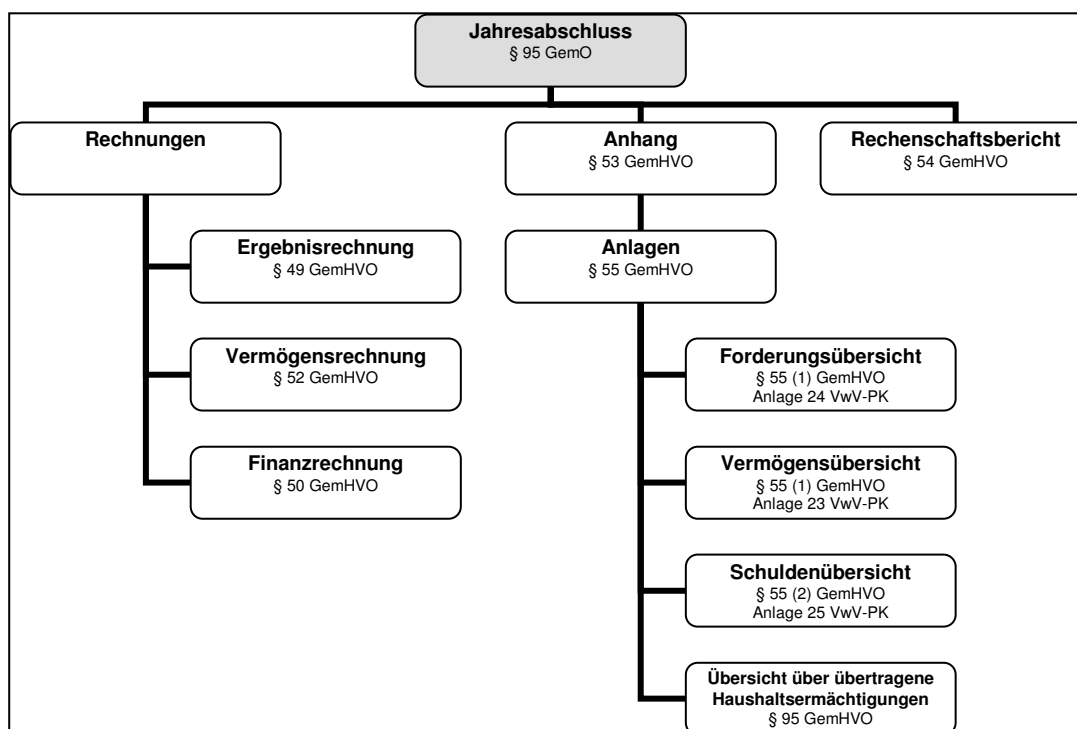 Jahresabschluss
§ 95 GemO
Rechnungen
Anhang
§ 53 GemHVO
Rechenschaftsbericht
§ 54 GemHVO
Ergebnisrechnung
§ 49 GemHVO
Anlagen
§ 55 GemHVO
Vermögensrechnung
§ 52 GemHVO
Forderungsübersicht
§ 55 (1) GemHVO
Anlage 24 VwV-PK
Finanzrechnung
§ 50 GemHVO
Vermögensübersicht
§ 55 (1) GemHVO
Anlage 23 VwV-PK
Schuldenübersicht
§ 55 (2) GemHVO
Anlage 25 VwV-PK
Übersicht über übertragene
Haushaltsermächtigungen
§ 95 GemHVO